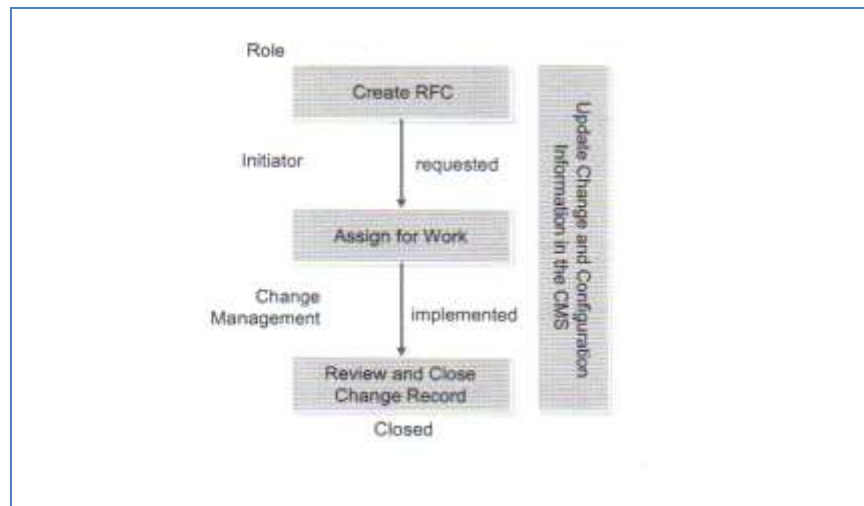 Role
Create RFC
Initiator
requested
Assign for Work
Change
Management
implemented
Review and Close
Change Record
Closed
Update Change and Configuration
Information in the CMS